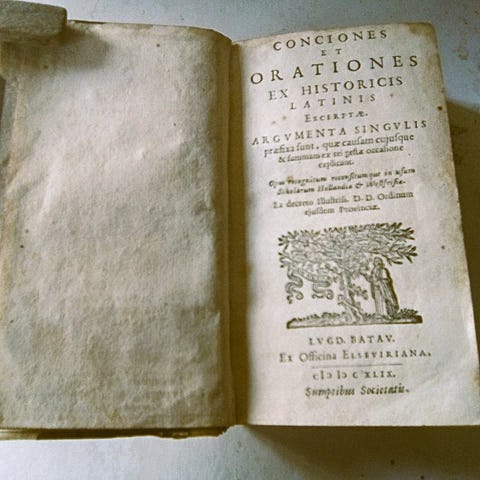 CONCIONES
ET
ORATIONES
EX HISTORICIS
LATINIS
EXCERPTÆ.
ARGVMENTA SINGVLIS
præfixa sunt, quæ causam cujusque
& summam ex rei gestæ occasione
explicant.
Opus recognitum recensitumque in usum
Scholarum Hollandiæ & Westfrisiæ.
Ex decreto Illustriss. D. D. Ordinum
ejusdem Provinciæ.
LVGD. BATAV.
Ex Officina ELSEVIRIANA.
cIↄ Iↄ C XLIX.
Sumptibus Societatis.